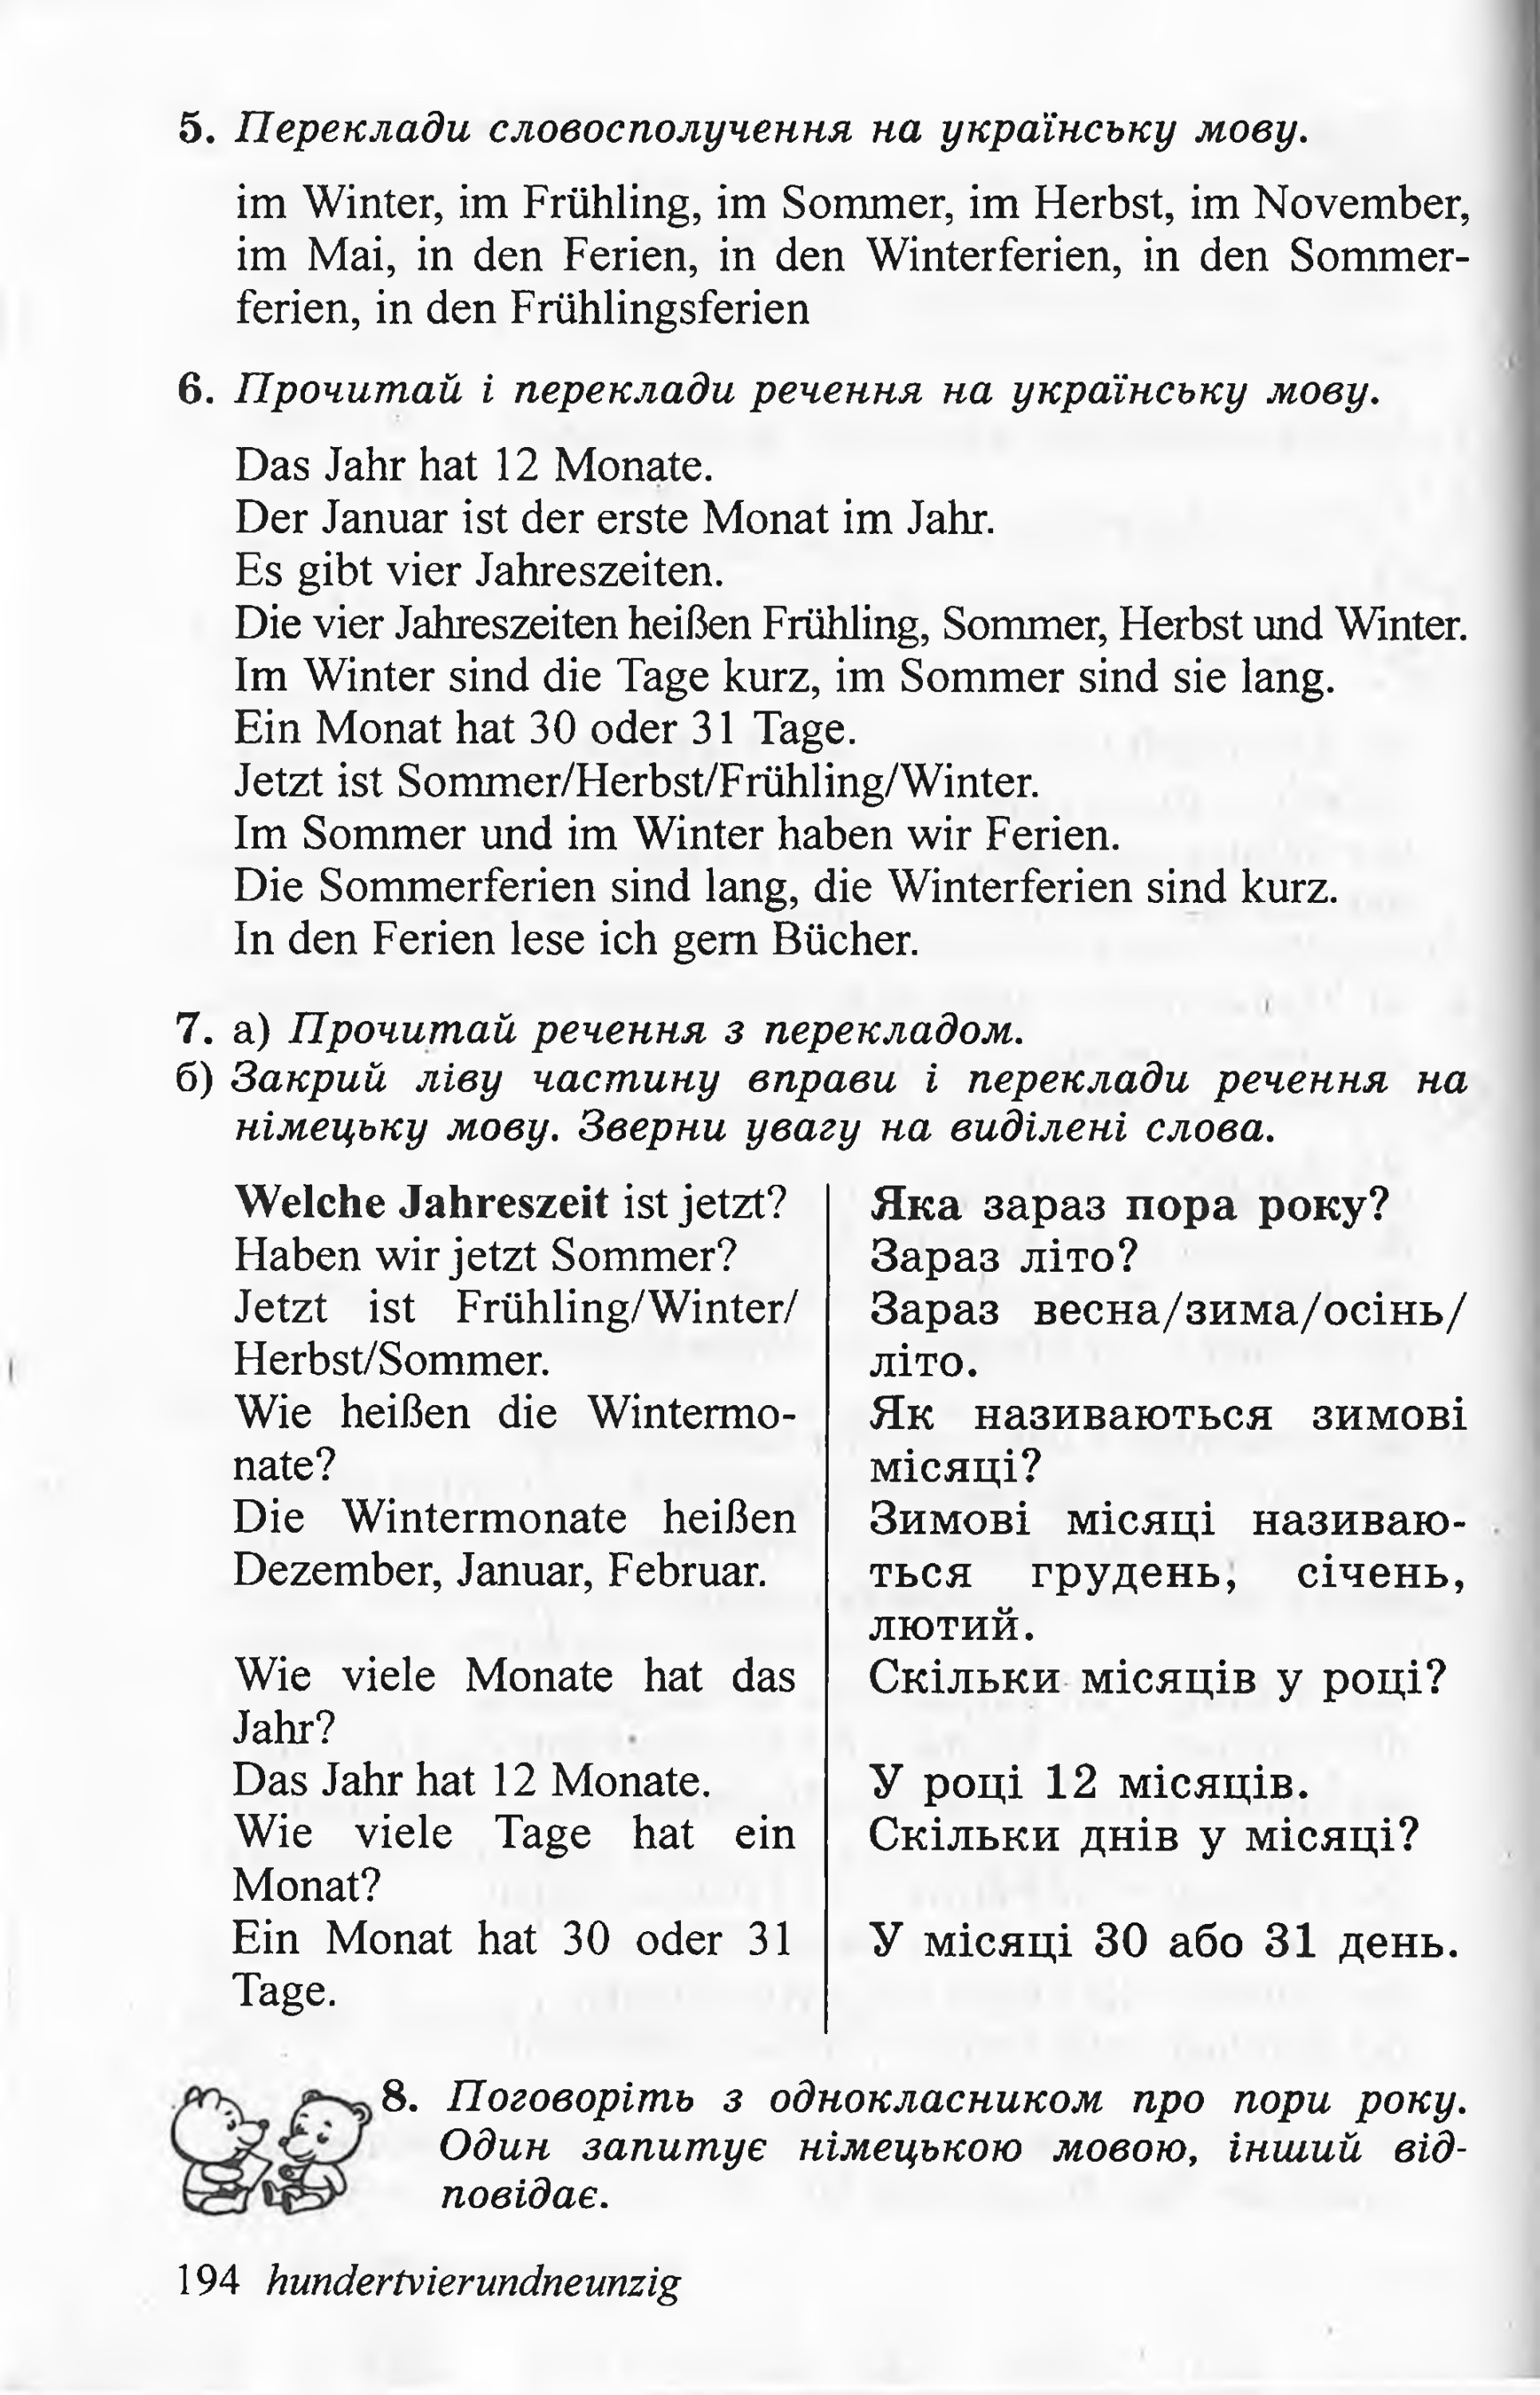 5. Переклади словосполучення на українську мову.
im Winter, im Frühling, im Sommer, im Herbst, im November,
im Mai, in den Ferien, in den Winterferien, in den Sommer-
ferien, in den Frühlingsferien
6. Прочитай і переклади речення на українську мову.
Das Jahr hat 12 Monate.
Der Januar ist der erste Monat im Jahr.
Es gibt vier Jahreszeiten.
Die vier Jahreszeiten heißen Frühling, Sommer, Herbst und Winter.
Im Winter sind die Tage kurz, im Sommer sind sie lang.
Ein Monat hat 30 oder 31 Tage.
Jetzt ist Sommer/Herbst/Frühling/Winter.
Im Sommer und im Winter haben wir Ferien.
Die Sommerferien sind lang, die Winterferien sind kurz.
In den Ferien lese ich gern Bücher.
7. а) Прочитай речення з перекладом.
б) Закрий ліву частину вправи і переклади речення на
німецьку мову. Зверни увагу на виділені слова.
Welche Jahreszeit ist jetzt?
Haben wir jetzt Sommer?
Jetzt ist Frühling/Winter/
Herbst/Sommer.
Wie heißen die Wintermo-
nate?
Die Wintermonate heißen
Dezember, Januar, Februar.
Wie viele Monate hat das
Jahr?
Das Jahr hat 12 Monate.
Wie viele Tage hat ein
Monat?
Ein Monat hat 30 oder 31
Tage.
Яка зараз пора року?
Зараз літо?
Зараз весна/зима/осінь/
літо.
Як називаються зимові
місяці?
Зимові місяці називаю-
ться грудень, січень,
лютий.
Скільки місяців у році?
У році 12 місяців.
Скільки днів у місяці?
У місяці 30 або 31 день.
8. Поговоріть з однокласником про пори року.
Один запитує німецькою мовою, інший від-
повідає.
194 hundertvierundneunzig